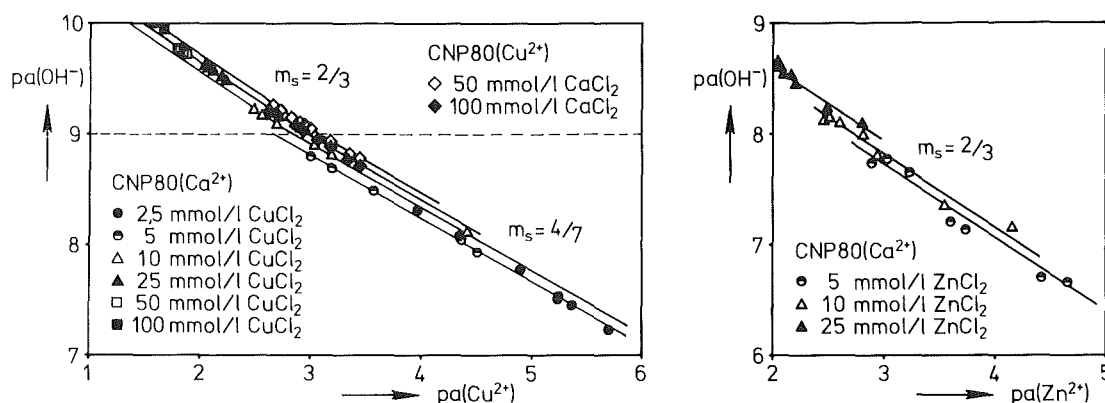 10
9
8
7
pa(OH⁻)
1
2
3
4
5
6
pa(Cu²⁺)
mₛ = 2/3
mₛ = 4/7
CNP80(Cu²⁺)
50 mmol/l CaCl₂
100 mmol/l CaCl₂
CNP80(Ca²⁺)
2,5 mmol/l CuCl₂
5 mmol/l CuCl₂
10 mmol/l CuCl₂
25 mmol/l CuCl₂
50 mmol/l CuCl₂
100 mmol/l CuCl₂
9
8
7
6
pa(OH⁻)
2
3
4
5
pa(Zn²⁺)
mₛ = 2/3
CNP80(Ca²⁺)
5 mmol/l ZnCl₂
10 mmol/l ZnCl₂
25 mmol/l ZnCl₂